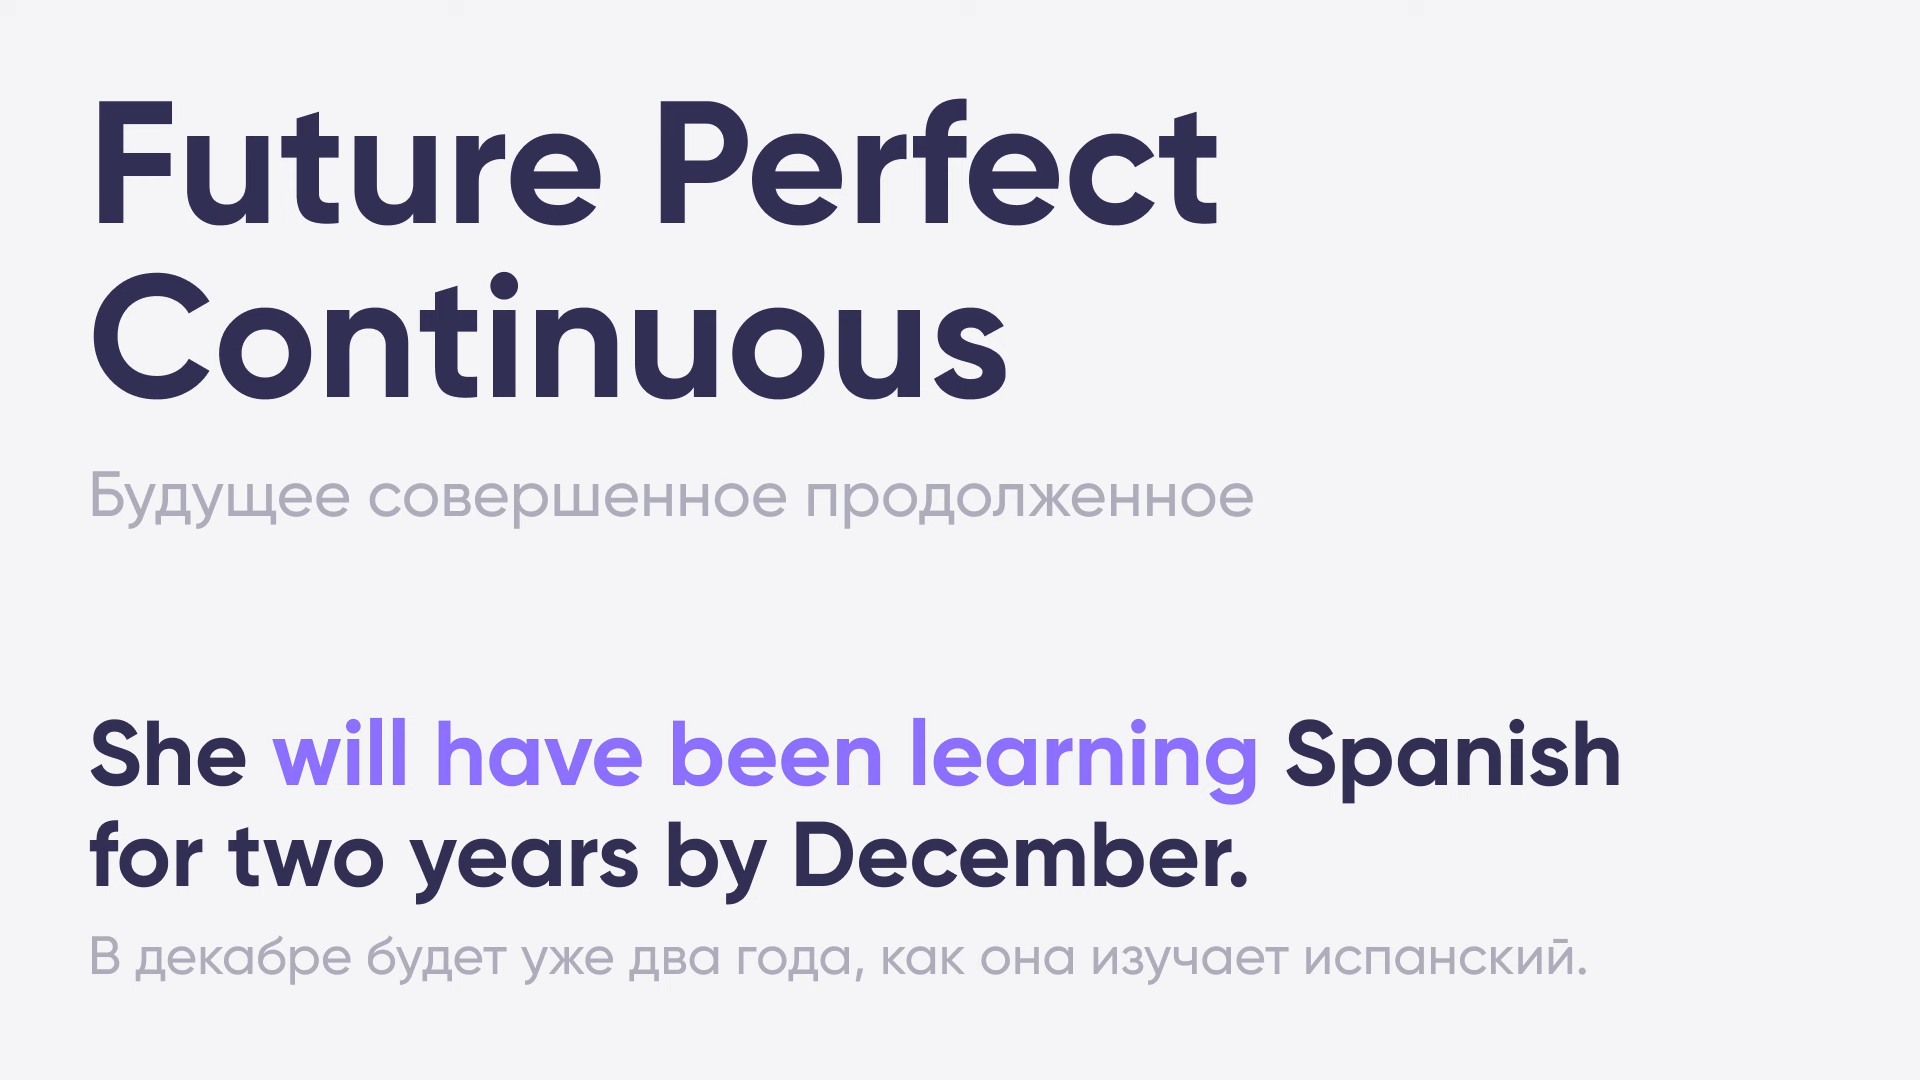 Future Perfect
Continuous
Будущее совершенное продолженное
She will have been learning Spanish
for two years by December.
В декабре будет уже два года, как она изучает испанский.